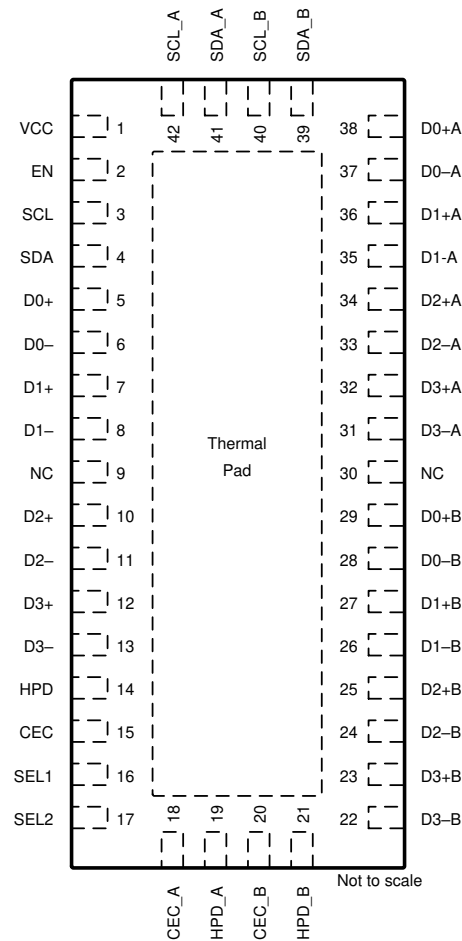 SCL_A SDA_A SCL_B SDA_B
42 41 40 39
VCC 1 38 D0+A
EN 2 37 D0–A
SCL 3 36 D1+A
SDA 4 35 D1-A
D0+ 5 34 D2+A
D0– 6 33 D2–A
D1+ 7 32 D3+A
D1– 8 31 D3–A
Thermal
Pad
NC 9 30 NC
D2+ 10 29 D0+B
D2– 11 28 D0–B
D3+ 12 27 D1+B
D3– 13 26 D1–B
HPD 14 25 D2+B
CEC 15 24 D2–B
SEL1 16 23 D3+B
SEL2 17 22 D3–B
18 19 20 21
CEC_A HPD_A CEC_B HPD_B
Not to scale